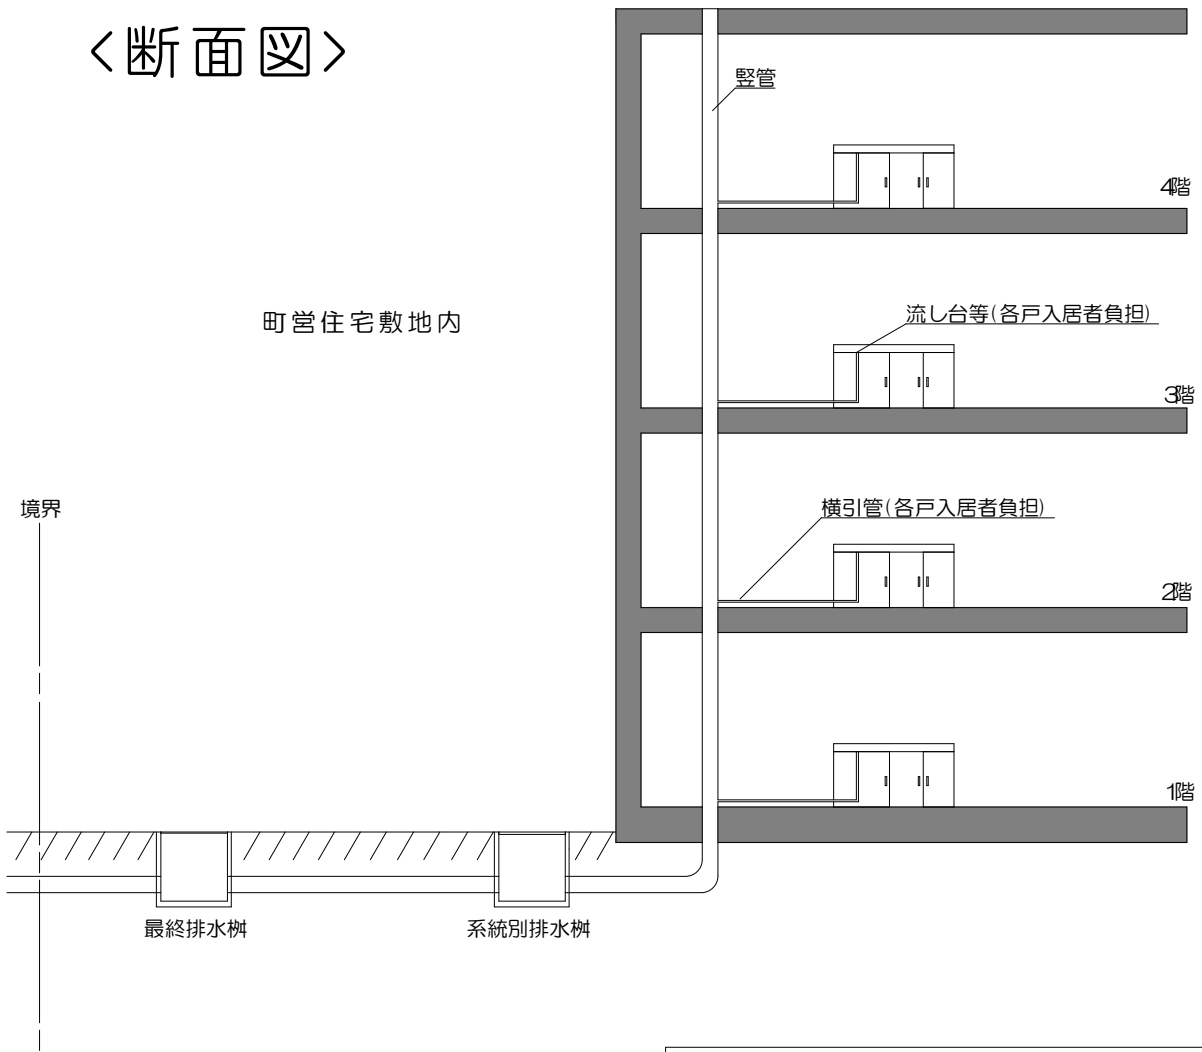 <断面図>
竪管
4階
町営住宅敷地内
流し台等(各戸入居者負担)
3階
境界
横引管(各戸入居者負担)
2階
1階
最終排水桝
系統別排水桝